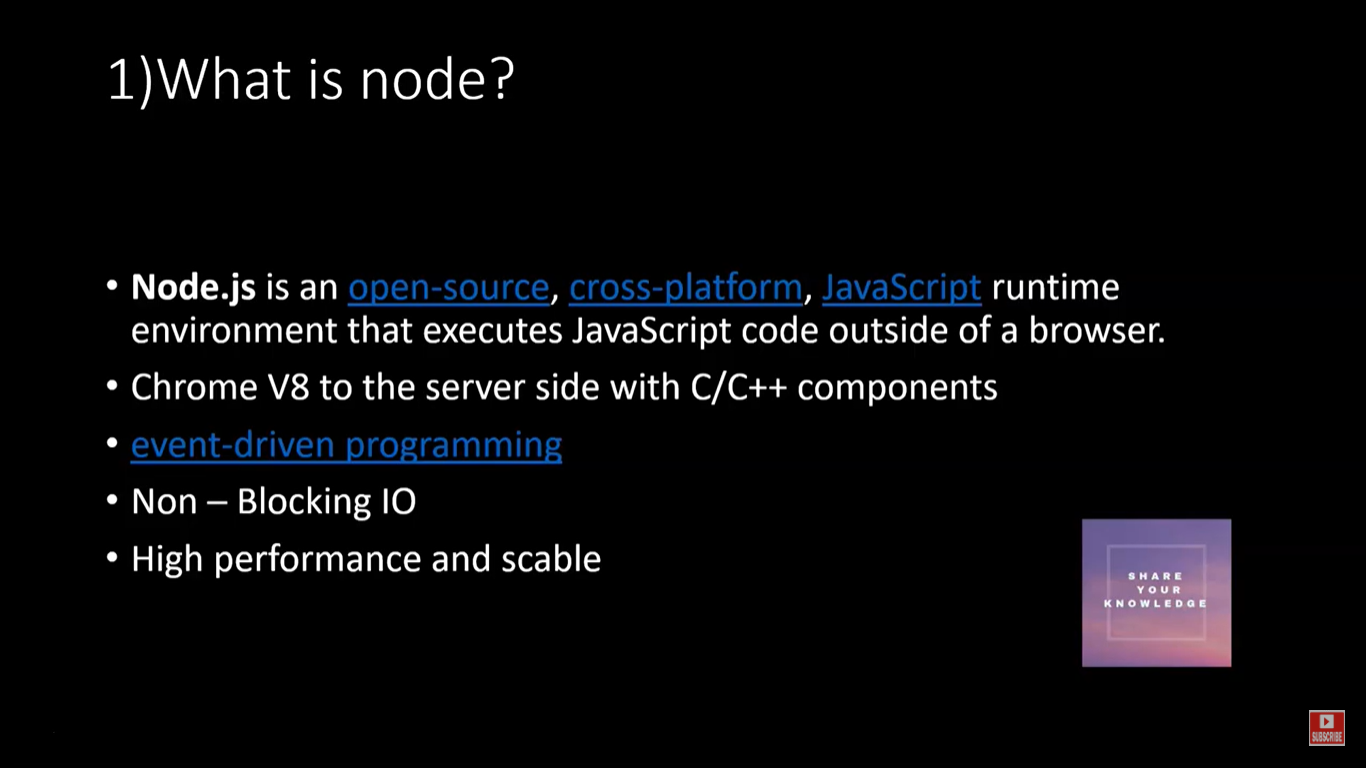 1)What is node?
• Node.js is an open-source, cross-platform, JavaScript runtime
environment that executes JavaScript code outside of a browser.
• Chrome V8 to the server side with C/C++ components
• event-driven programming
• Non – Blocking IO
• High performance and scable
SHARE
YOUR
KNOWLEDGE
SUBSCRIBE